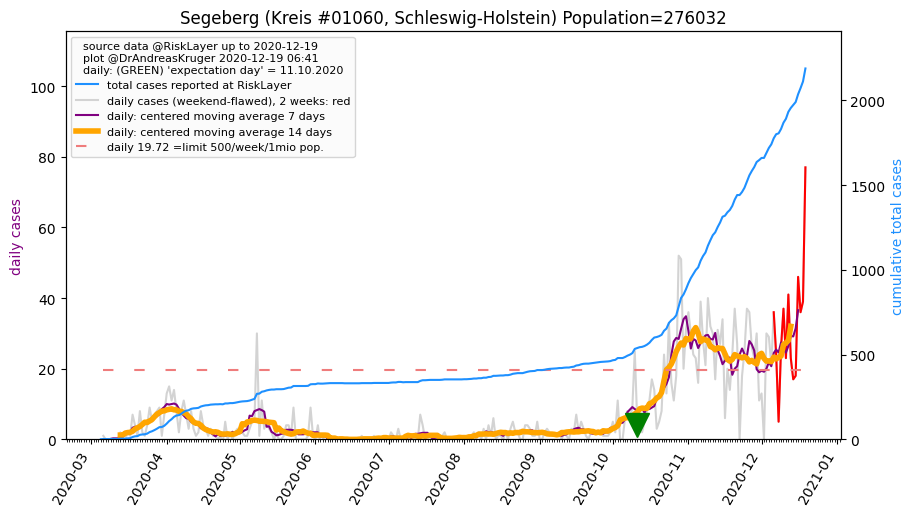 Segeberg (Kreis #01060, Schleswig-Holstein) Population=276032
source data @RiskLayer up to 2020-12-19
plot @DrAndreasKruger 2020-12-19 06:41
daily: (GREEN) 'expectation day' = 11.10.2020
total cases reported at RiskLayer
daily cases (weekend-flawed), 2 weeks: red
daily: centered moving average 7 days
daily: centered moving average 14 days
daily 19.72 =limit 500/week/1mio pop.
daily cases
100
80
60
40
20
0
cumulative total cases
2000
1500
1000
500
0
2020-03
2020-04
2020-05
2020-06
2020-07
2020-08
2020-09
2020-10
2020-11
2020-12
2021-01